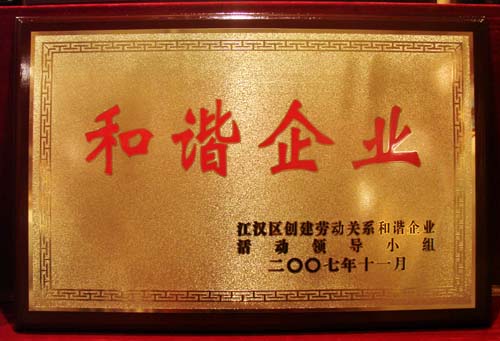 和谐企业
江汉区创建劳动关系和谐企业
活动领导小组
二〇〇七年十一月